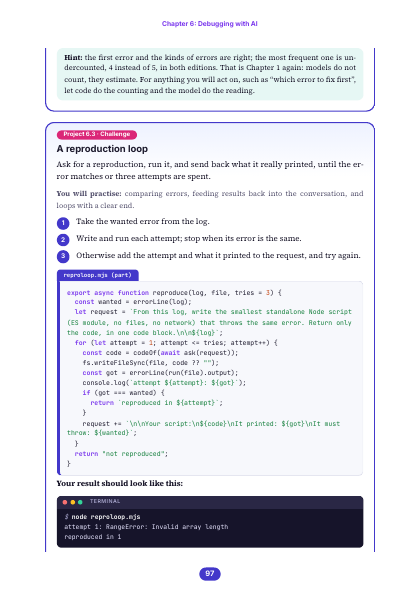 Chapter 6: Debugging with AI
Hint: the first error and the kinds of errors are right; the most frequent one is un-
dercounted, 4 instead of 5, in both editions. That is Chapter 1 again: models do not
count, they estimate. For anything you will act on, such as “which error to fix first”,
let code do the counting and the model do the reading.
Project 6.3 · Challenge
A reproduction loop
Ask for a reproduction, run it, and send back what it really printed, until the er-
ror matches or three attempts are spent.
You will practise: comparing errors, feeding results back into the conversation, and
loops with a clear end.
1 Take the wanted error from the log.
2 Write and run each attempt; stop when its error is the same.
3 Otherwise add the attempt and what it printed to the request, and try again.
reproloop.mjs (part)
export async function reproduce(log, file, tries = 3) {
const wanted = errorLine(log);
let request = `From this log, write the smallest standalone Node script
(ES module, no files, no network) that throws the same error. Return only
the code, in one code block.\n\n${log}`;
for (let attempt = 1; attempt <= tries; attempt++) {
const code = codeOf(await ask(request));
fs.writeFileSync(file, code ?? "");
const got = errorLine(run(file).output);
console.log(`attempt ${attempt}: ${got}`);
if (got === wanted) {
return `reproduced in ${attempt}`;
}
request += `\n\nYour script:\n${code}\nIt printed: ${got}\nIt must
throw: ${wanted}`;
}
return "not reproduced";
}
Your result should look like this:
TERMINAL
$ node reproloop.mjs
attempt 1: RangeError: Invalid array length
reproduced in 1
97